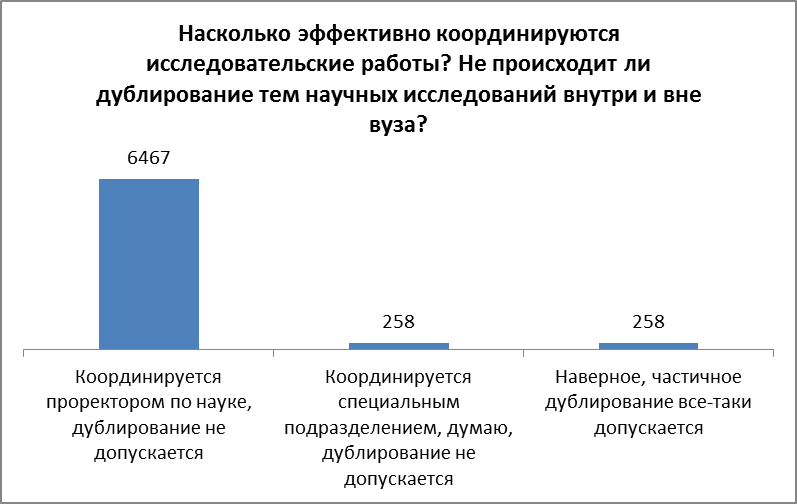 Насколько эффективно координируются
исследовательские работы? Не происходит ли
дублирование тем научных исследований внутри и вне
вуза?
6467
258
258
Координируется
проректором по науке,
дублирование не
допускается
Координируется
специальным
подразделением, думаю,
дублирование не
допускается
Наверное, частичное
дублирование все-таки
допускается